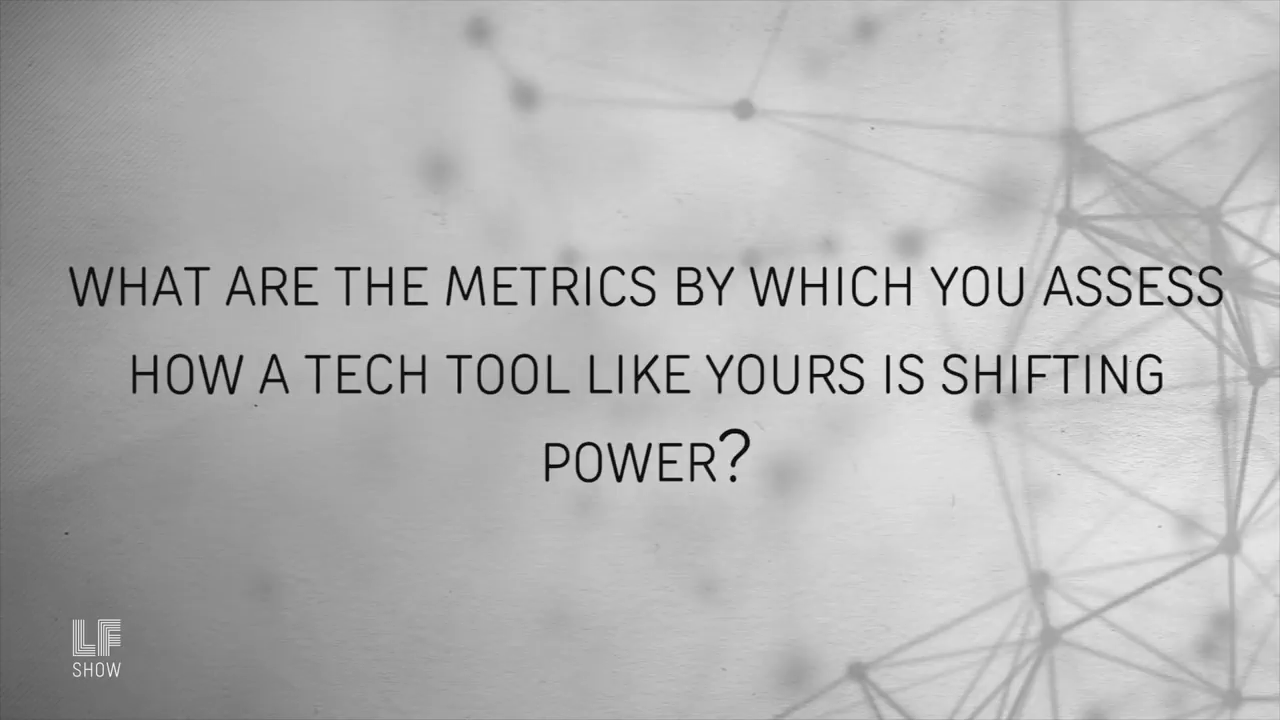 WHAT ARE THE METRICS BY WHICH YOU ASSESS
HOW A TECH TOOL LIKE YOURS IS SHIFTING
POWER?
LF
SHOW